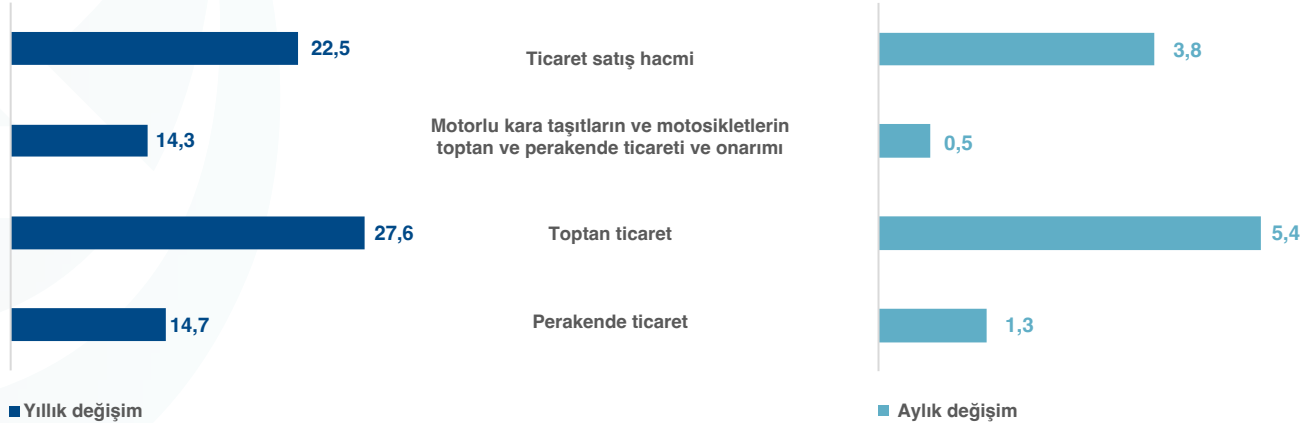 22,5
Ticaret satış hacmi
3,8
14,3
Motorlu kara taşıtların ve motosikletlerin
toptan ve perakende ticareti ve onarımı
0,5
27,6
Toptan ticaret
5,4
14,7
Perakende ticaret
1,3
Yıllık değişim
Aylık değişim